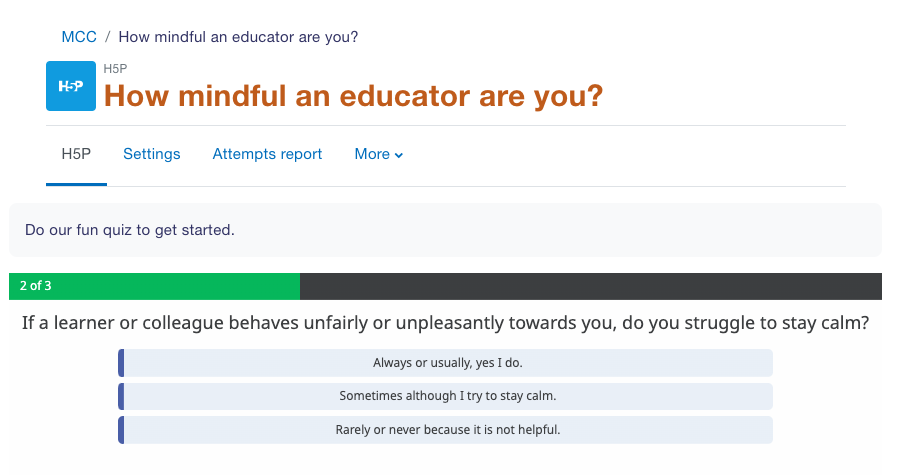 MCC / How mindful an educator are you?
H5P
H5P
How mindful an educator are you?
H5P Settings Attempts report More
Do our fun quiz to get started.
2 of 3
If a learner or colleague behaves unfairly or unpleasantly towards you, do you struggle to stay calm?
Always or usually, yes I do.
Sometimes although I try to stay calm.
Rarely or never because it is not helpful.